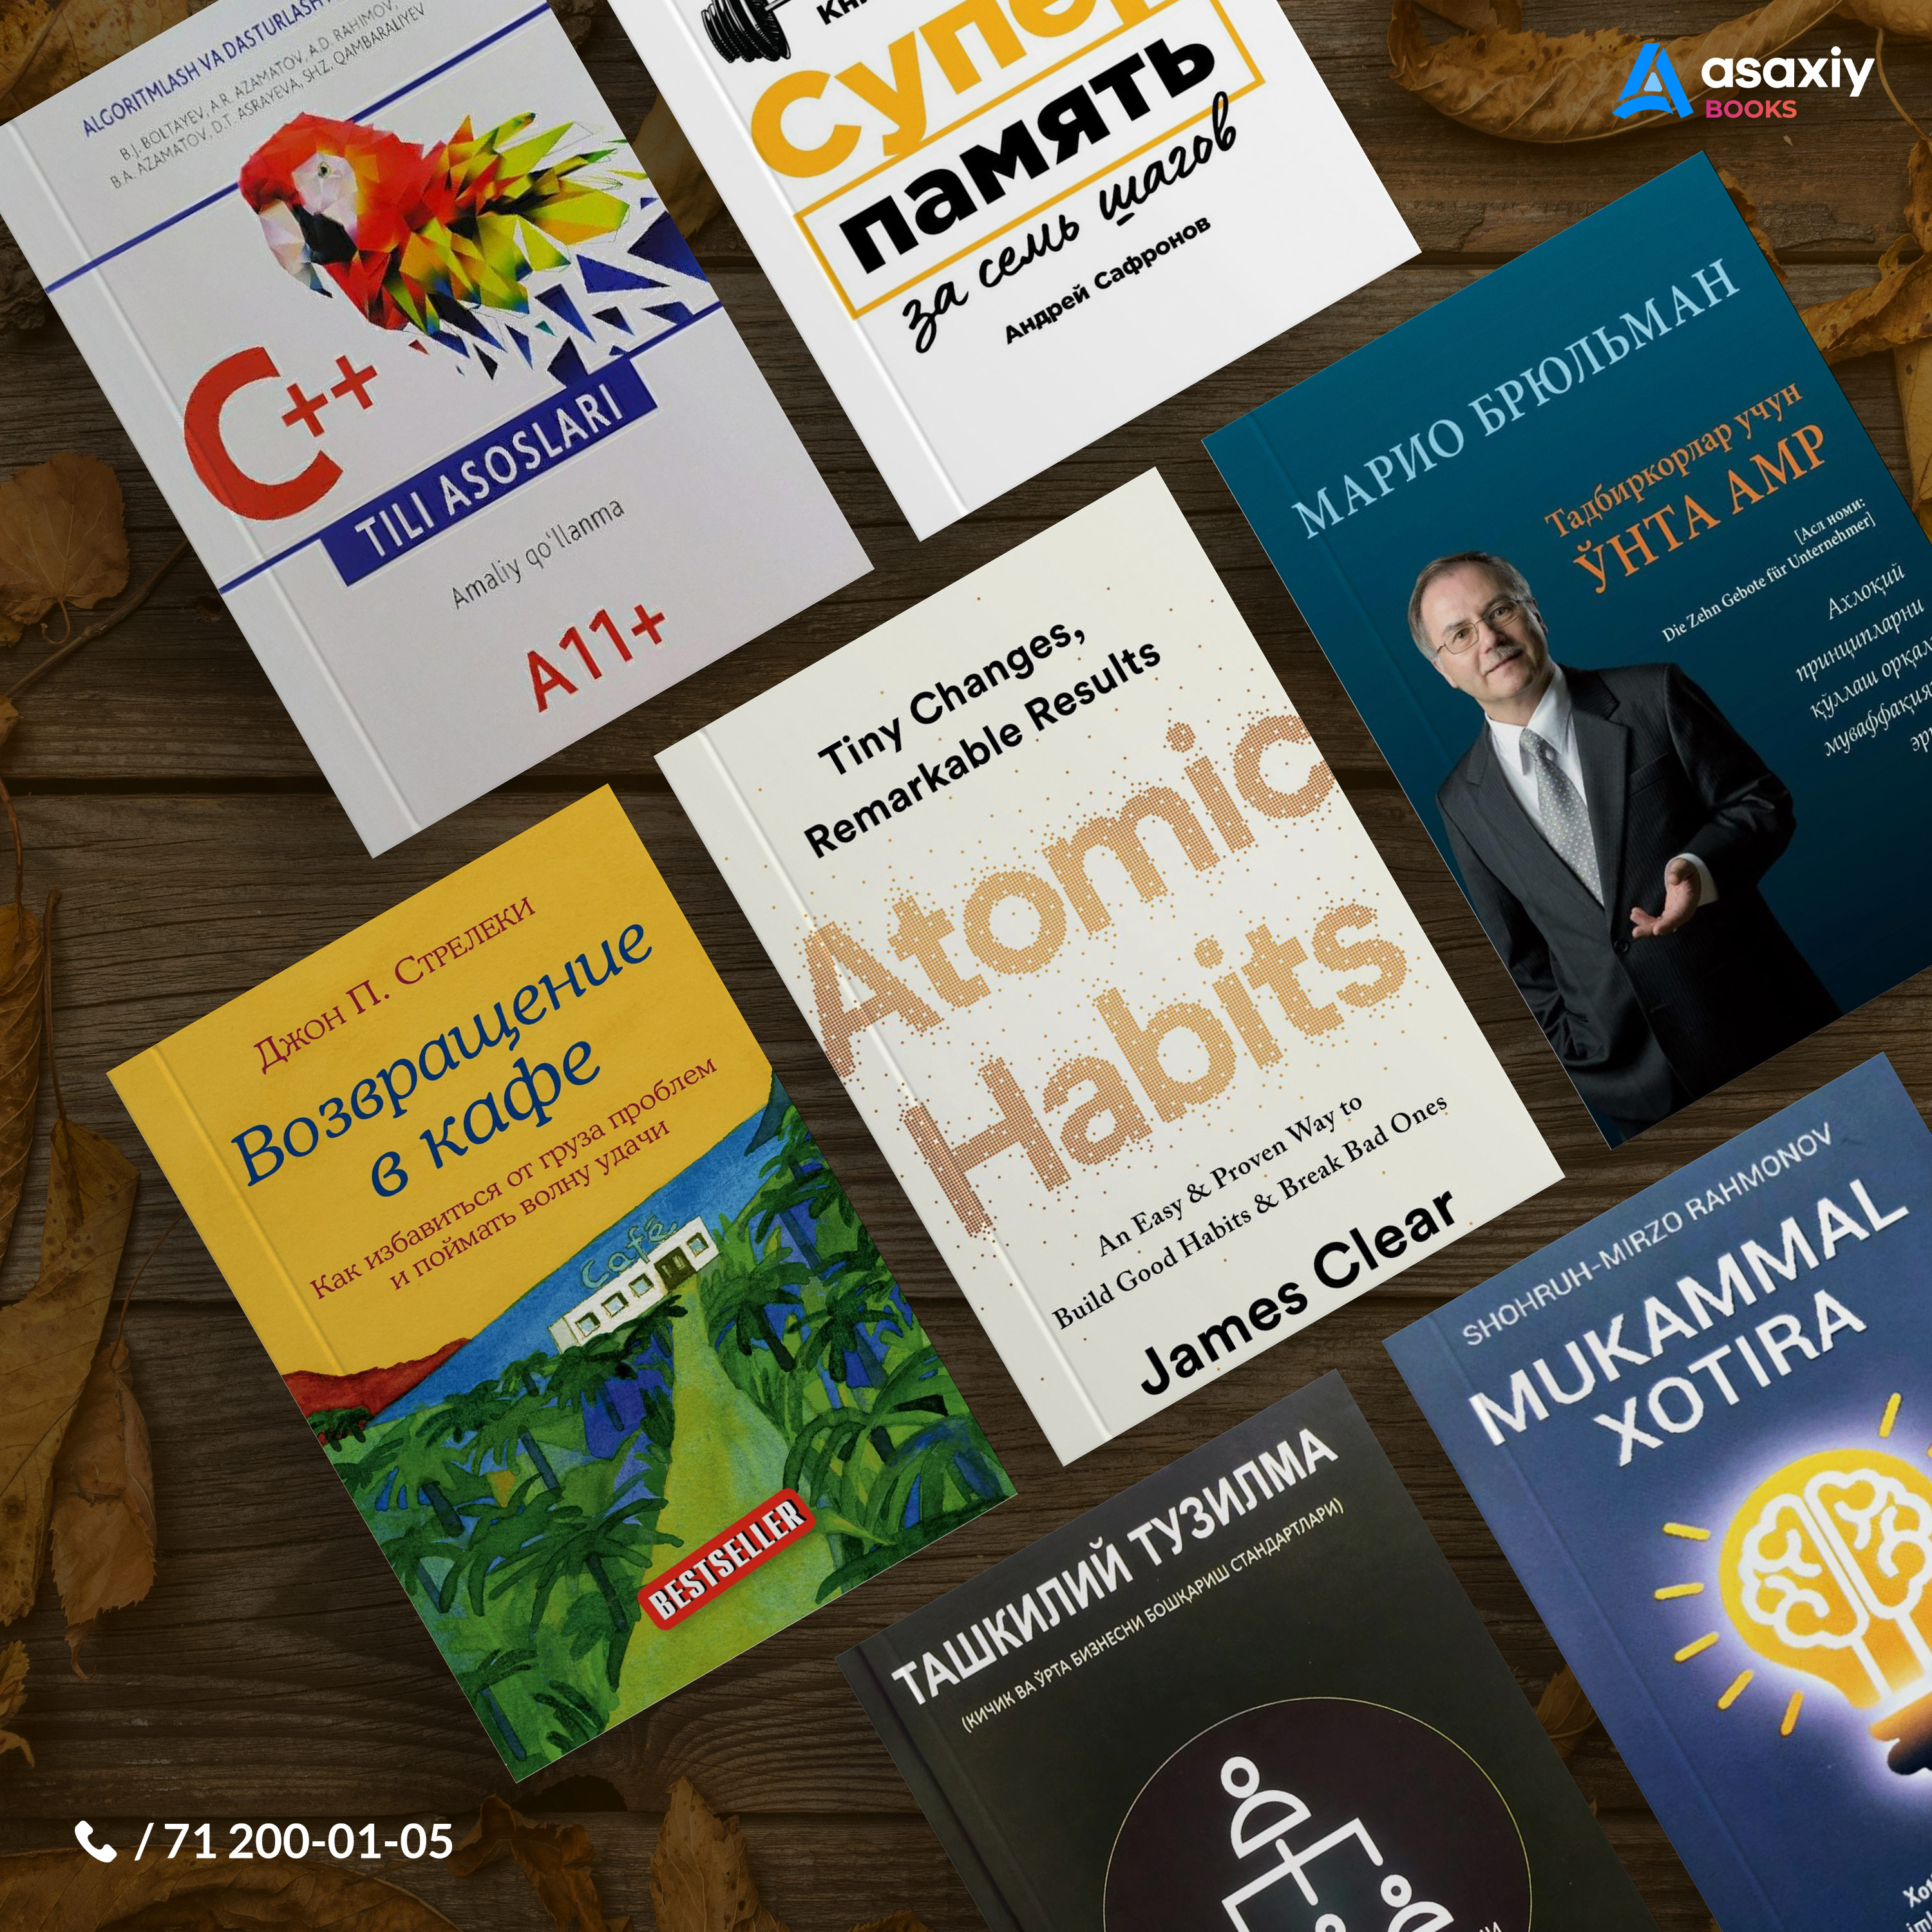 ALGORITMLASH VA DASTURLASH
B.J. BOLTAYEV, A.R. AZAMATOV, A.D. RAHIMOV,
B.A. AZAMATOV, D.T. ASRAYEVA, SH.Z. QAMBARALIYEV
C++
TILI ASOSLARI
Amaliy qo'llanma
A11+
Супер
память
за семь шагов
Андрей Сафронов
asaxiy
BOOKS
МАРИО БРЮЛЬМАН
Тадбиркорлар учун
ЎНТА АМР
[Асл номи:
Die Zehn Gebote für Unternehmer]
Ахлоқий
принципларни
қўллаш
Tiny Changes,
Remarkable Results
Atomic
Habits
An Easy & Proven Way to
Build Good Habits & Break Bad Ones
James Clear
Джон П. Стрелеки
Возвращение
в кафе
Как избавиться от груза проблем
и поймать волну удачи
café
BESTSELLER
SHOHRUH-MIRZO RAHMONOV
MUKAMMAL
XOTIRA
ТАШКИЛИЙ ТУЗИЛМА
(КИЧИК ВА ЎРТА БИЗНЕСНИ БОШҚАРИШ СТАНДАРТЛАРИ)
/ 71 200-01-05